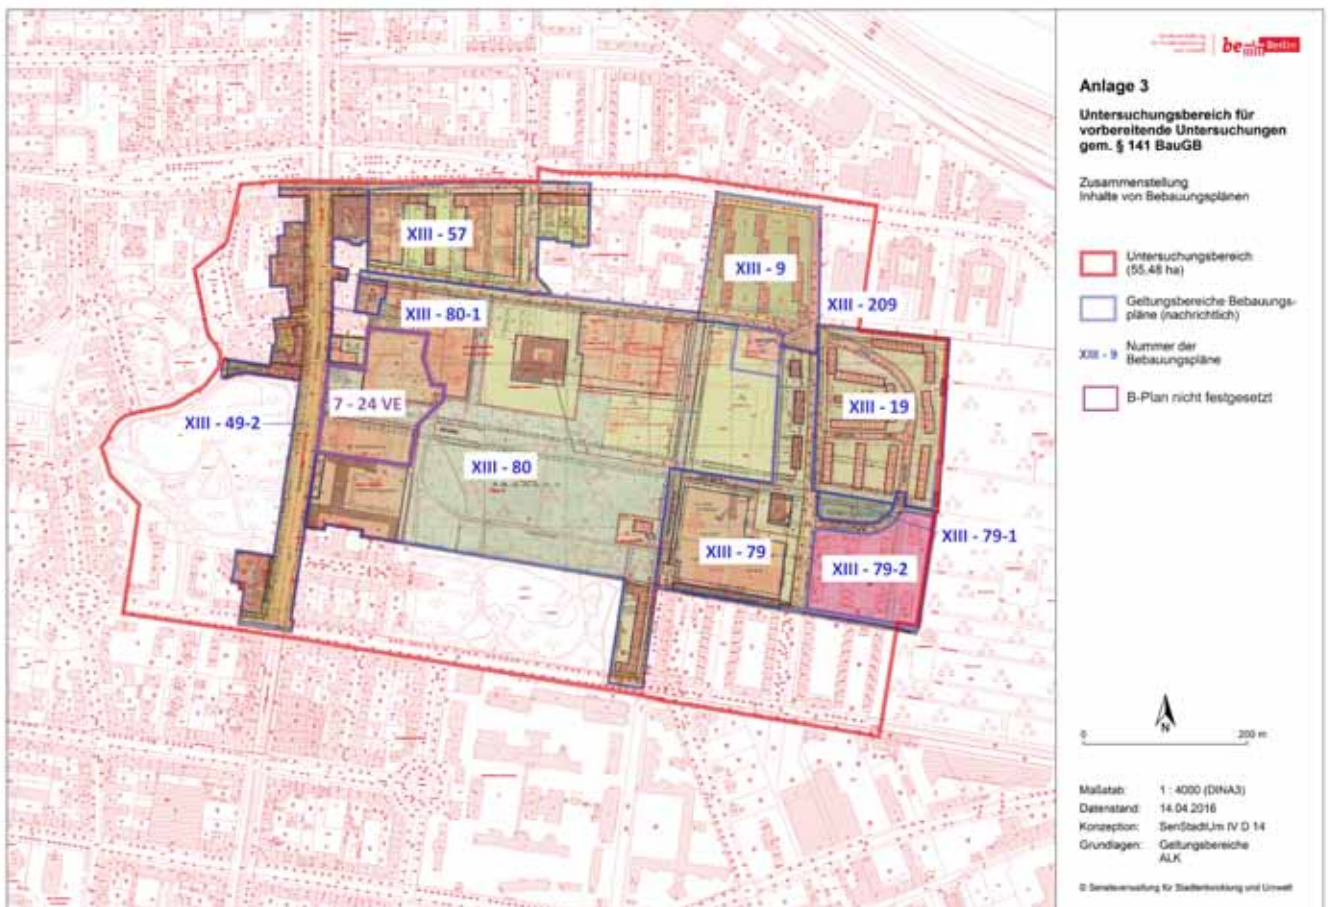 be Berlin
Anlage 3
Untersuchungsbereich für
vorbereitende Untersuchungen
gem. § 141 BauGB
Zusammenstellung
Inhalte von Bebauungsplänen
Untersuchungsbereich
(55,48 ha)
Geltungsbereiche Bebauungs-
pläne (nachrichtlich)
XIII - 9 Nummer der
Bebauungspläne
B-Plan nicht festgesetzt
XIII - 57
XIII - 9
XIII - 209
XIII - 80-1
7 - 24 VE
XIII - 19
XIII - 49-2
XIII - 80
XIII - 79
XIII - 79-1
XIII - 79-2
N
0 200 m
Maßstab: 1 : 4000 (DINA3)
Datenstand: 14.04.2016
Konzeption: SenStadtUm IV D 14
Grundlagen: Geltungsbereiche
ALK
© Senatsverwaltung für Stadtentwicklung und Umwelt